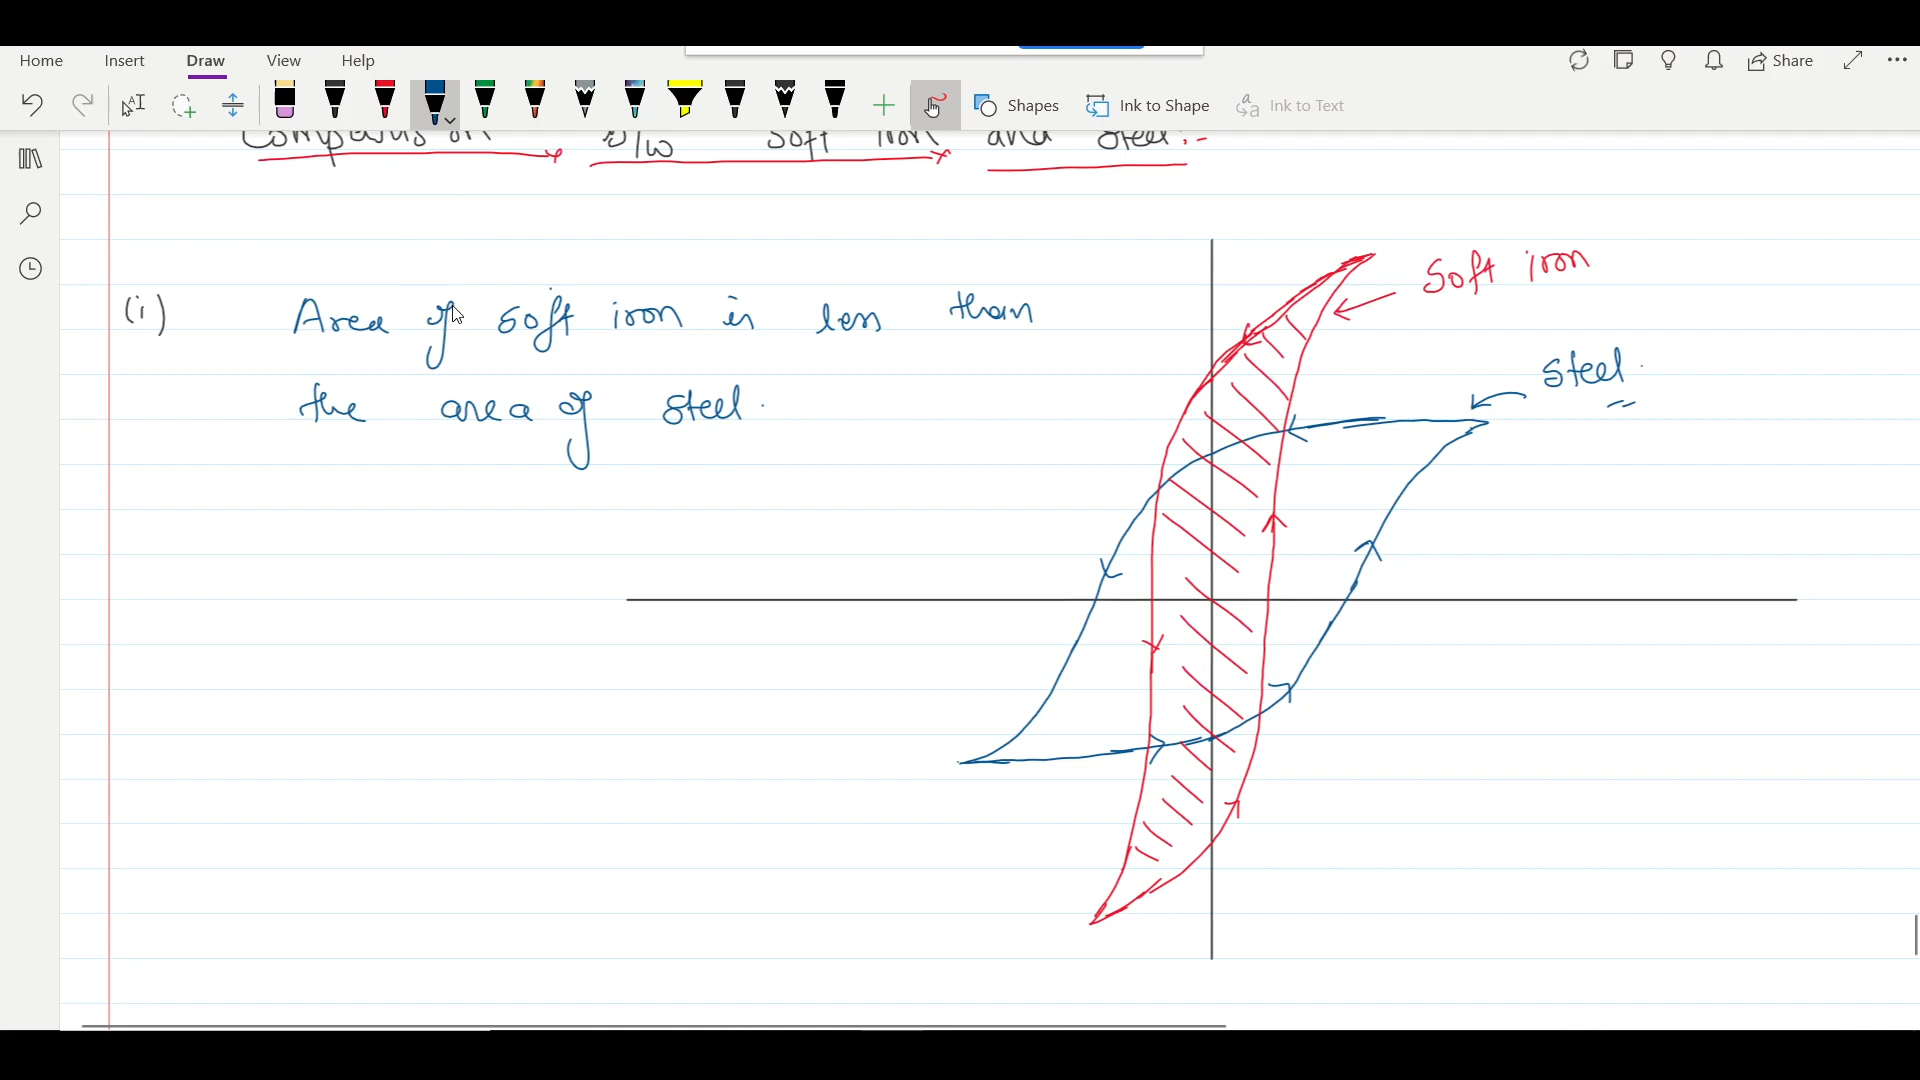 Home Insert Draw View Help
Share
Shapes Ink to Shape Ink to Text
Comparison b/w soft iron and steel:-
(i) Area of soft iron is less than
the area of steel.
soft iron
steel.